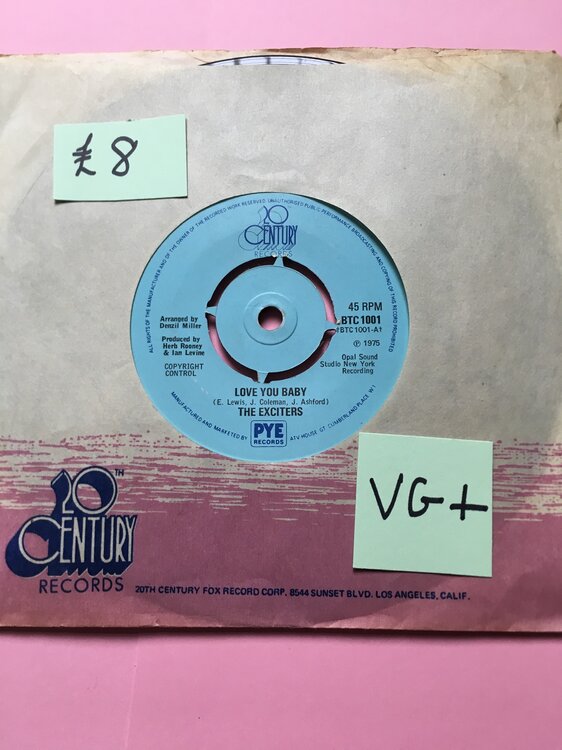 £8
ALL RIGHTS OF THE MANUFACTURER AND OF THE OWNER OF THE RECORDED WORK RESERVED. UNAUTHORISED PUBLIC PERFORMANCE, BROADCASTING AND COPYING OF THIS RECORD PROHIBITED
20TH
CENTURY
RECORDS
45 RPM
BTC 1001
BTC 1001-A
Ⓟ 1975
Arranged by
Denzil Miller
Produced by
Herb Rooney
& Ian Levine
COPYRIGHT
CONTROL
Opal Sound
Studio New York
Recording
LOVE YOU BABY
(E. Lewis, J. Coleman, J. Ashford)
THE EXCITERS
MANUFACTURED AND MARKETED BY
PYE
RECORDS
ATV HOUSE GT. CUMBERLAND PLACE W1
VG+
20TH
CENTURY
RECORDS
20TH CENTURY FOX RECORD CORP. 8544 SUNSET BLVD. LOS ANGELES, CALIF.